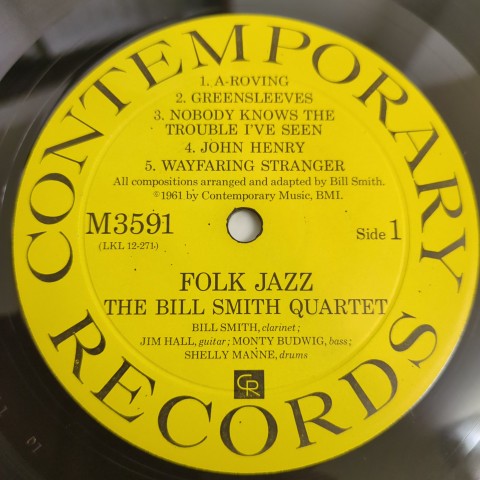 CONTEMPORARY
1. A-ROVING
2. GREENSLEEVES
3. NOBODY KNOWS THE
TROUBLE I'VE SEEN
4. JOHN HENRY
5. WAYFARING STRANGER
All compositions arranged and adapted by Bill Smith.
©1961 by Contemporary Music, BMI.
M3591
(LKL 12-271)
Side 1
FOLK JAZZ
THE BILL SMITH QUARTET
BILL SMITH, clarinet;
JIM HALL, guitar; MONTY BUDWIG, bass;
SHELLY MANNE, drums
CR
RECORDS